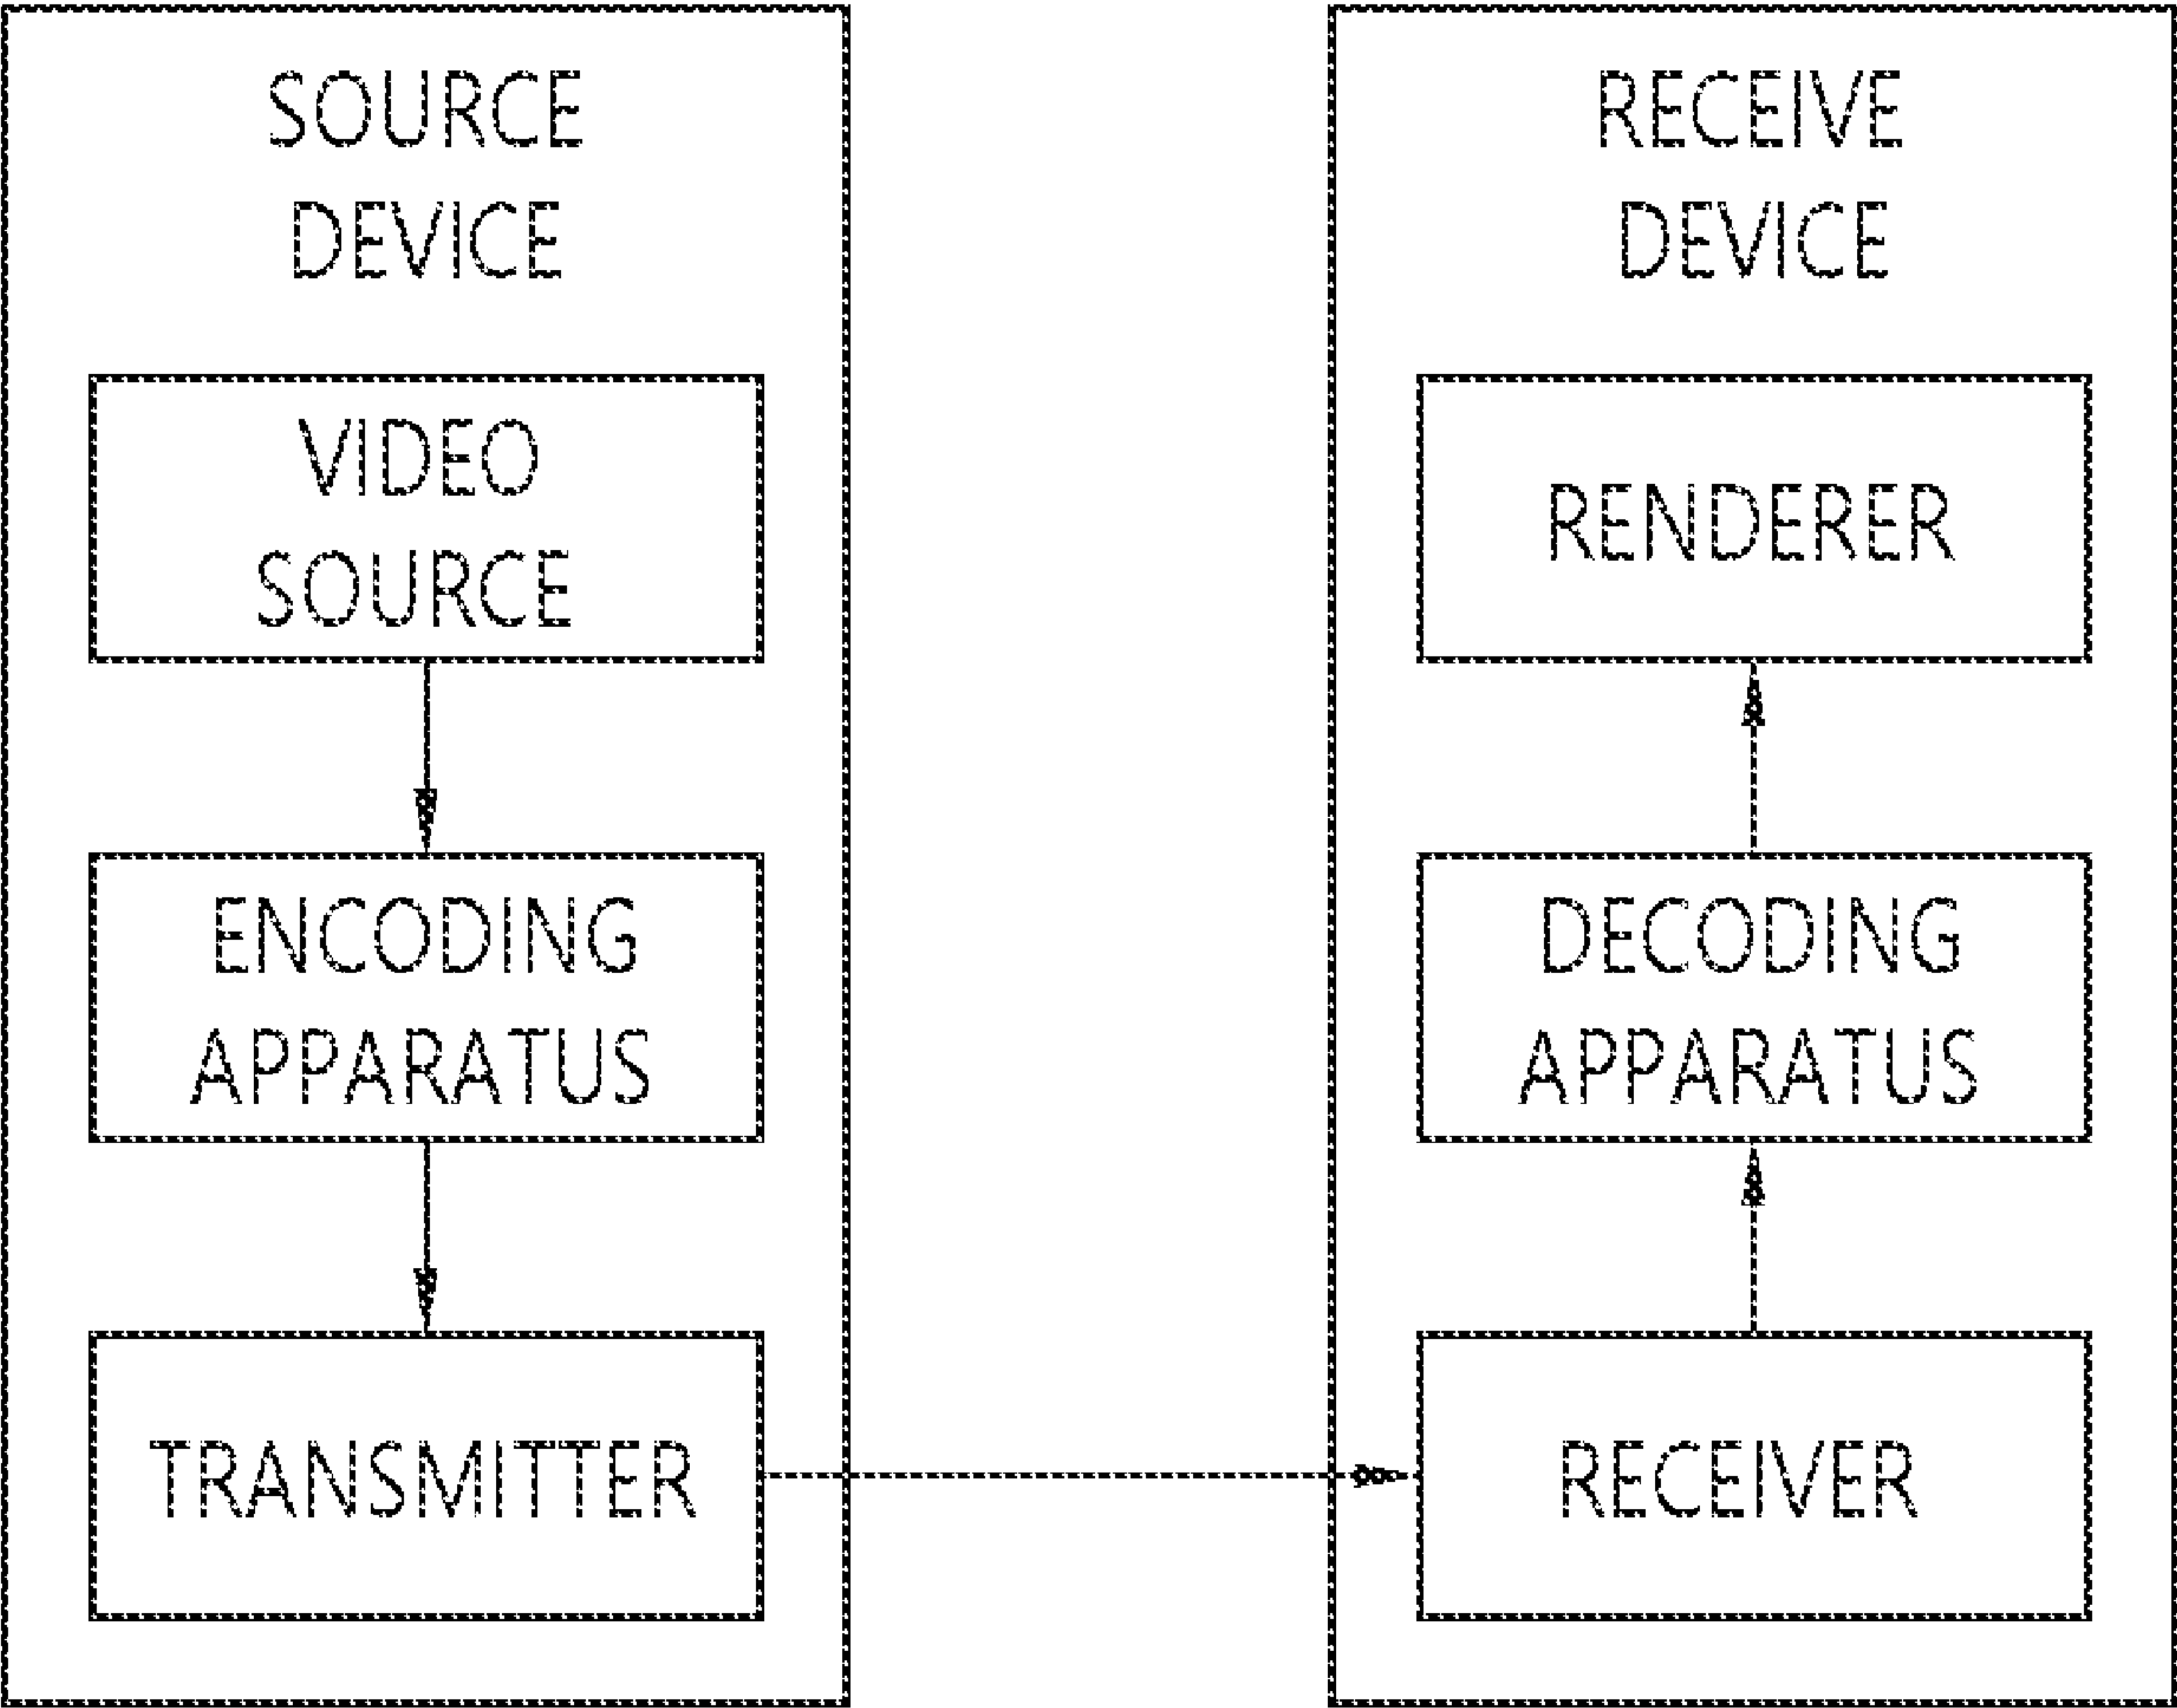 SOURCE
DEVICE
VIDEO
SOURCE
ENCODING
APPARATUS
TRANSMITTER
RECEIVE
DEVICE
RENDERER
DECODING
APPARATUS
RECEIVER